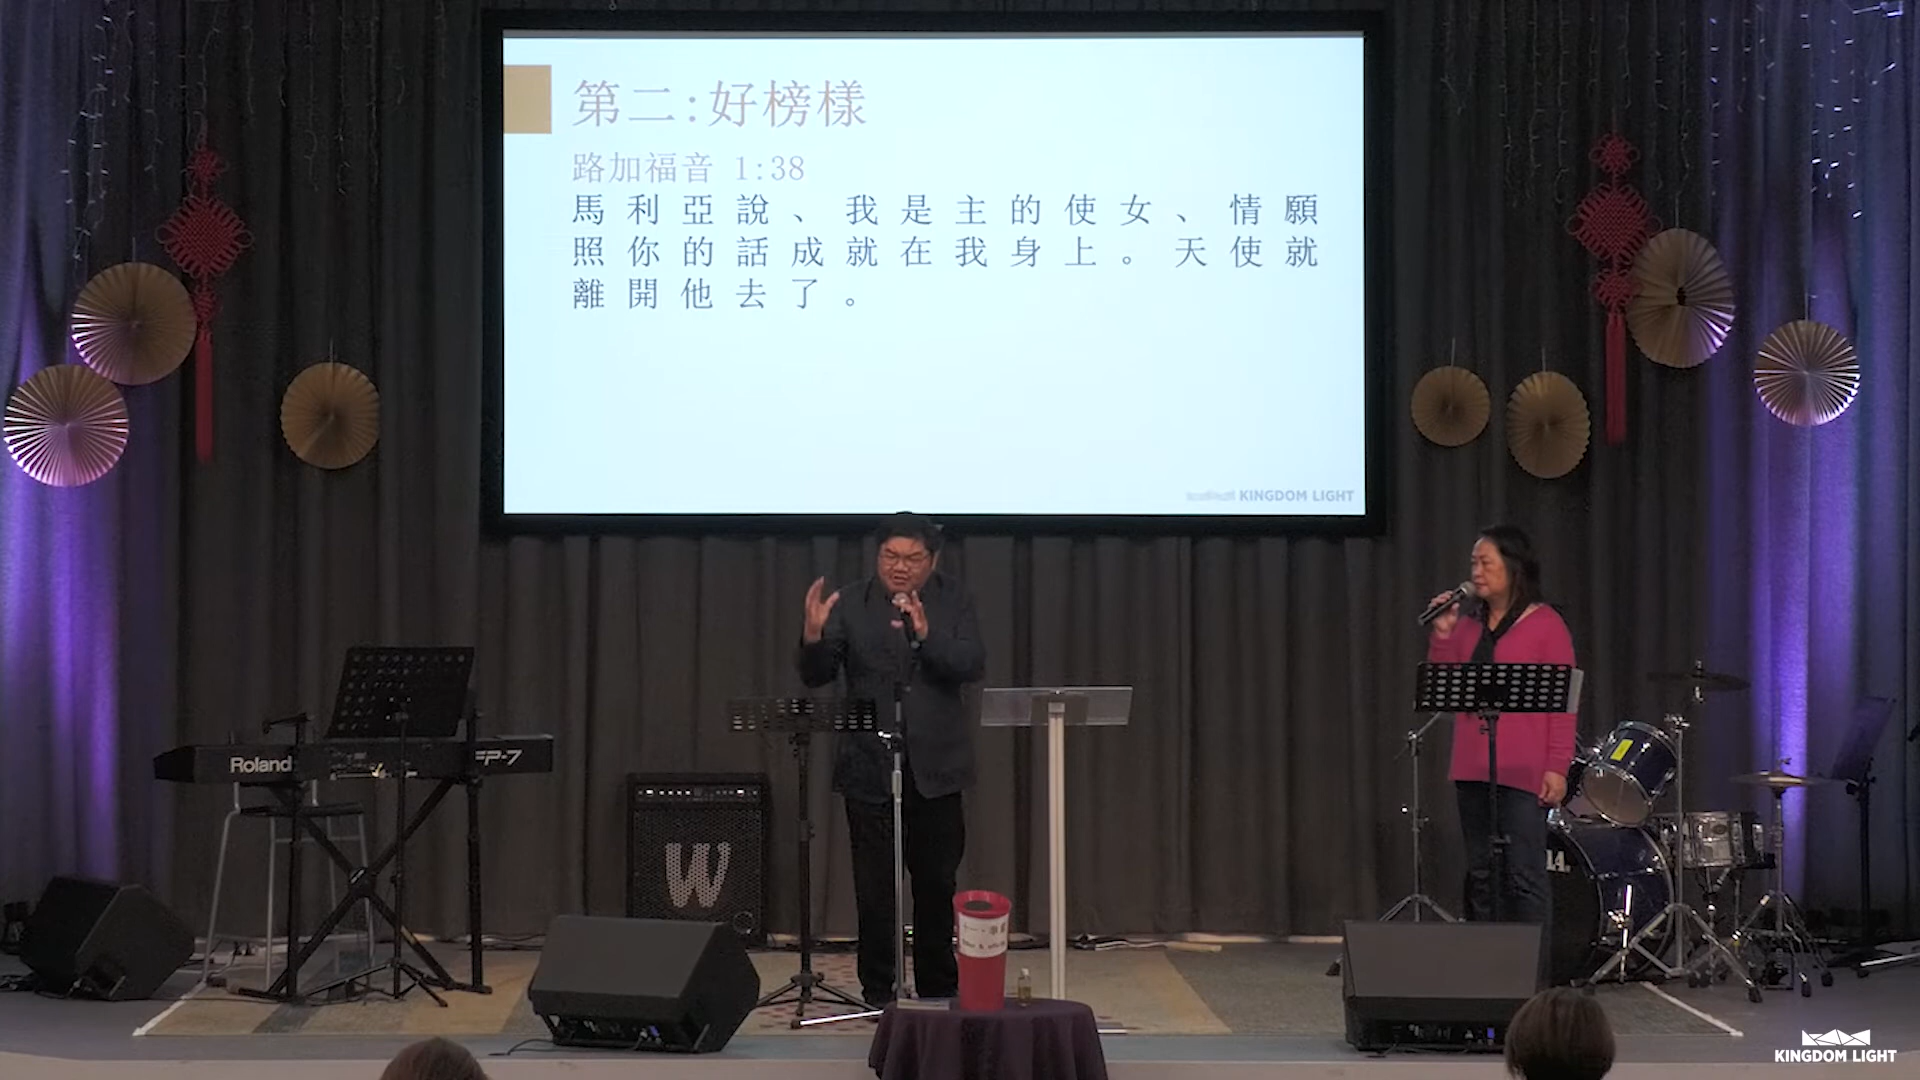 第二:好榜樣
路加福音 1:38
馬利亞說、我是主的使女、情願
照你的話成就在我身上。天使就
離開他去了。
KINGDOM LIGHT
Roland
FP-7
W
KINGDOM LIGHT